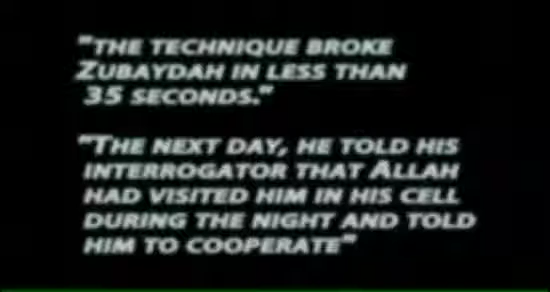 "The technique broke
Zubaydah in less than
35 seconds."
"The next day, he told his
interrogator that Allah
had visited him in his cell
during the night and told
him to cooperate"